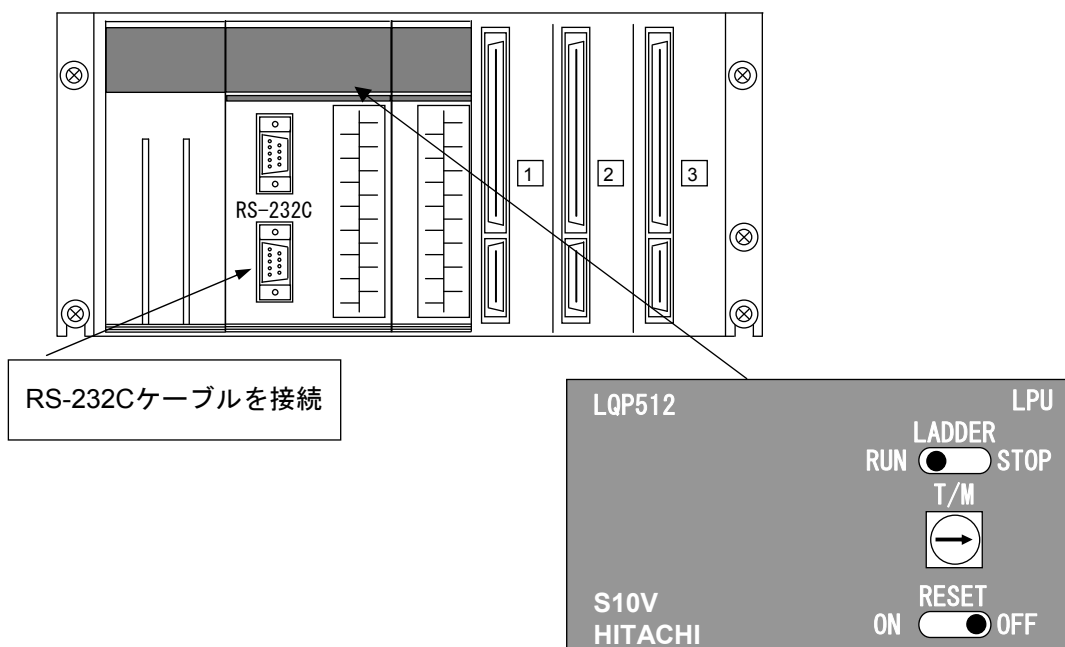 1
2
3
RS-232C
RS-232Cケーブルを接続
LQP512
LPU
LADDER
RUN
STOP
T/M
RESET
ON
OFF
S10V
HITACHI